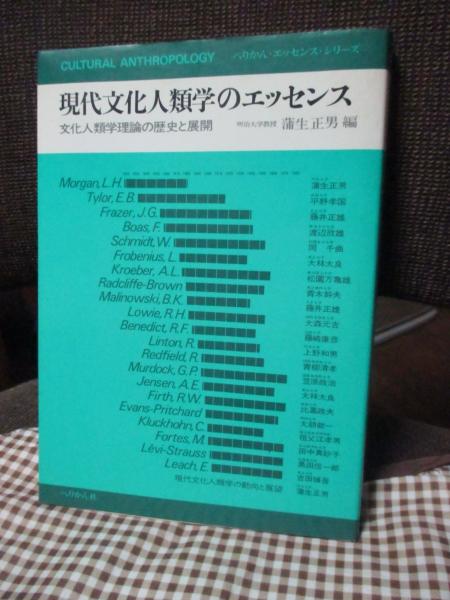 CULTURAL ANTHROPOLOGY ぺりかん・エッセンス・シリーズ
現代文化人類学のエッセンス
文化人類学理論の歴史と展開 明治大学教授 蒲生正男 編
Morgan, L.H. 蒲生正男
Tylor, E.B. 平野孝国
Frazer, J.G. 藤井正雄
Boas, F. 渡辺欣雄
Schmidt, W. 関 千曲
Frobenius, L. 大林太良
Kroeber, A.L. 松園万亀雄
Radcliffe-Brown 青木幹夫
Malinowski, B.K. 藤井正雄
Lowie, R.H. 大森元吉
Benedict, R.F. 藤崎康彦
Linton, R. 上野和男
Redfield, R. 青柳清孝
Murdock, G.P. 笠原政治
Jensen, A.E. 大林太良
Firth, R.W. 比嘉政夫
Evans-Pritchard 大胡欽一
Kluckhohn, C. 祖父江孝男
Fortes, M. 田中真砂子
Lévi-Strauss 黒田信一郎
Leach, E. 吉田禎吾
現代文化人類学の動向と展望 蒲生正男
ぺりかん社